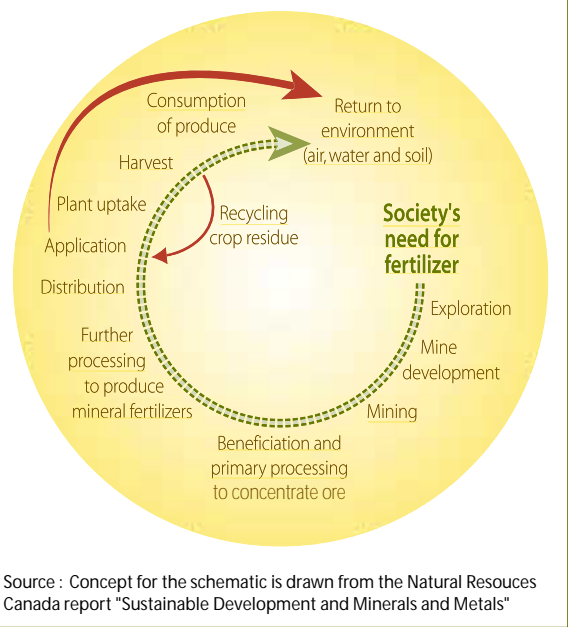 Society's
need for
fertilizer
Exploration
Mine
development
Mining
Beneficiation and
primary processing
to concentrate ore
Further
processing
to produce
mineral fertilizers
Distribution
Application
Plant uptake
Harvest
Consumption
of produce
Return to
environment
(air, water and soil)
Recycling
crop residue
Source : Concept for the schematic is drawn from the Natural Resouces
Canada report "Sustainable Development and Minerals and Metals"